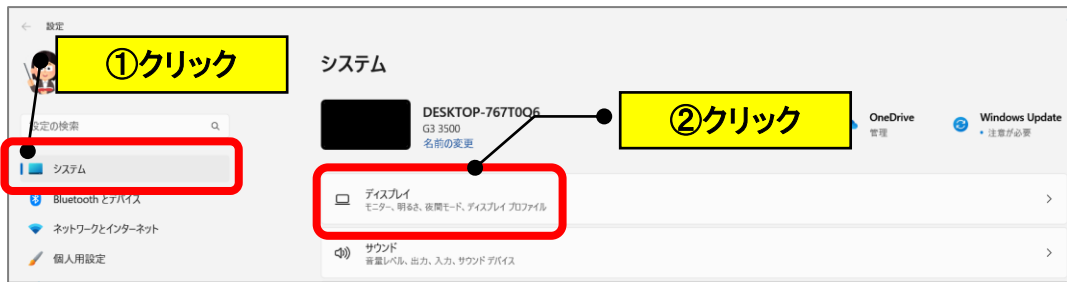 設定
①クリック
システム
DESKTOP-767T0Q6
G3 3500
名前の変更
②クリック
OneDrive
管理
Windows Update
• 注意が必要
設定の検索
システム
Bluetooth とデバイス
ネットワークとインターネット
個人用設定
ディスプレイ
モニター、明るさ、夜間モード、ディスプレイ プロファイル
サウンド
音量レベル、出力、入力、サウンド デバイス